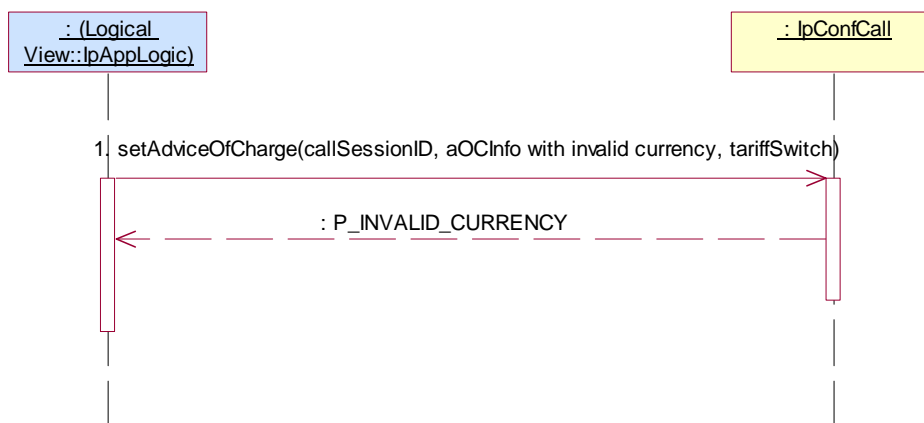 : (Logical
View::IpAppLogic)
: IpConfCall
1. setAdviceOfCharge(callSessionID, aOCInfo with invalid currency, tariffSwitch)
: P_INVALID_CURRENCY